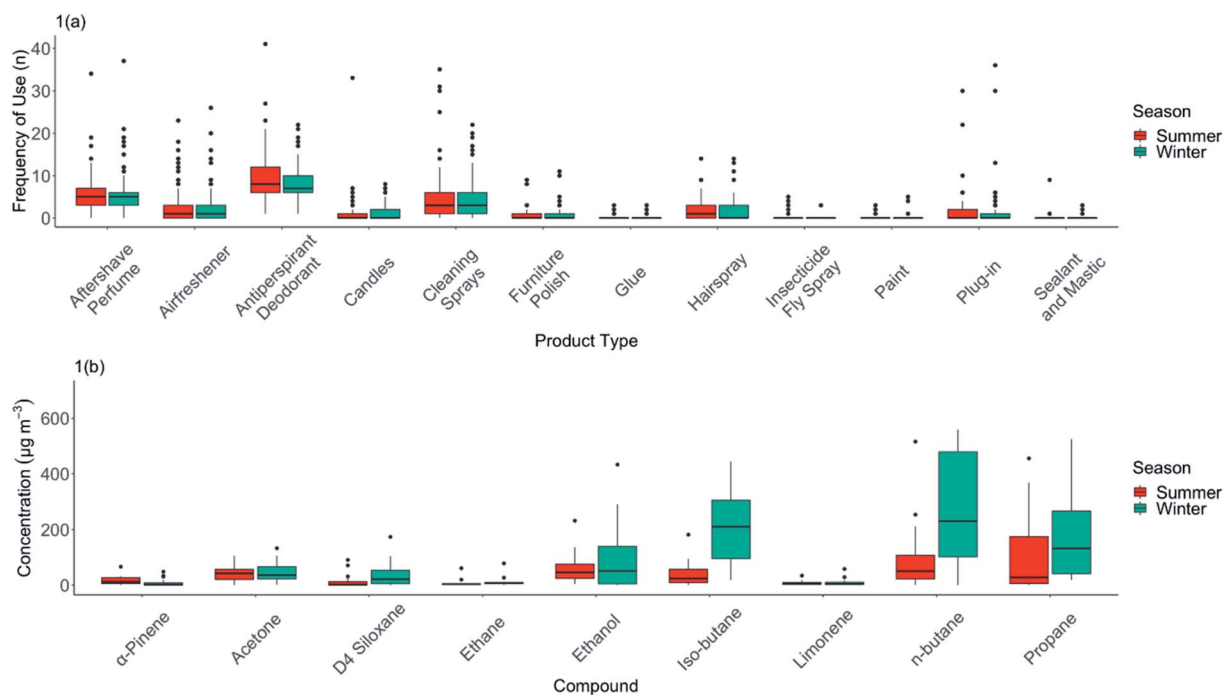 1(a)
Frequency of Use (n)
40
30
20
10
0
Aftershave
Perfume
Airfreshener
Antiperspirant
Deodorant
Candles
Cleaning
Sprays
Furniture
Polish
Glue
Hairspray
Insecticide
Fly Spray
Paint
Plug-in
Sealant
and Mastic
Product Type
Season
Summer
Winter
1(b)
Concentration (µg m⁻³)
600
400
200
0
α-Pinene
Acetone
D4 Siloxane
Ethane
Ethanol
Iso-butane
Limonene
n-butane
Propane
Compound
Season
Summer
Winter